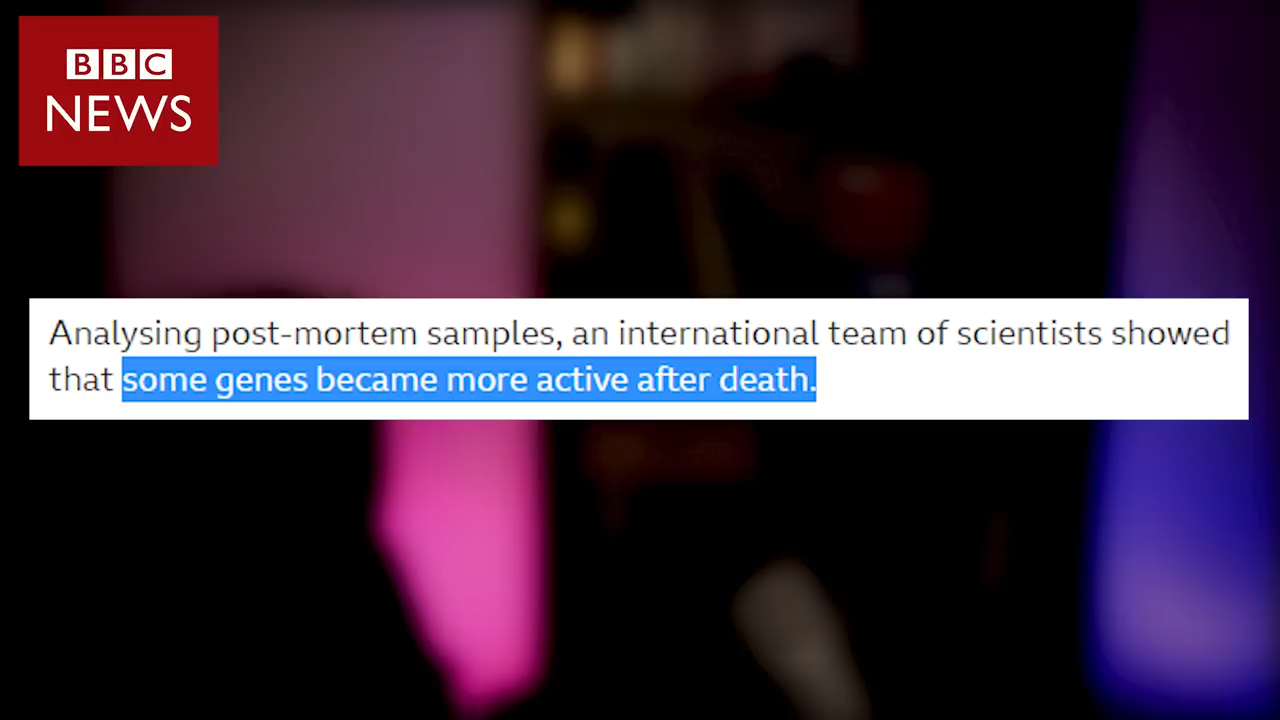 BBC
NEWS
Analysing post-mortem samples, an international team of scientists showed
that some genes became more active after death.